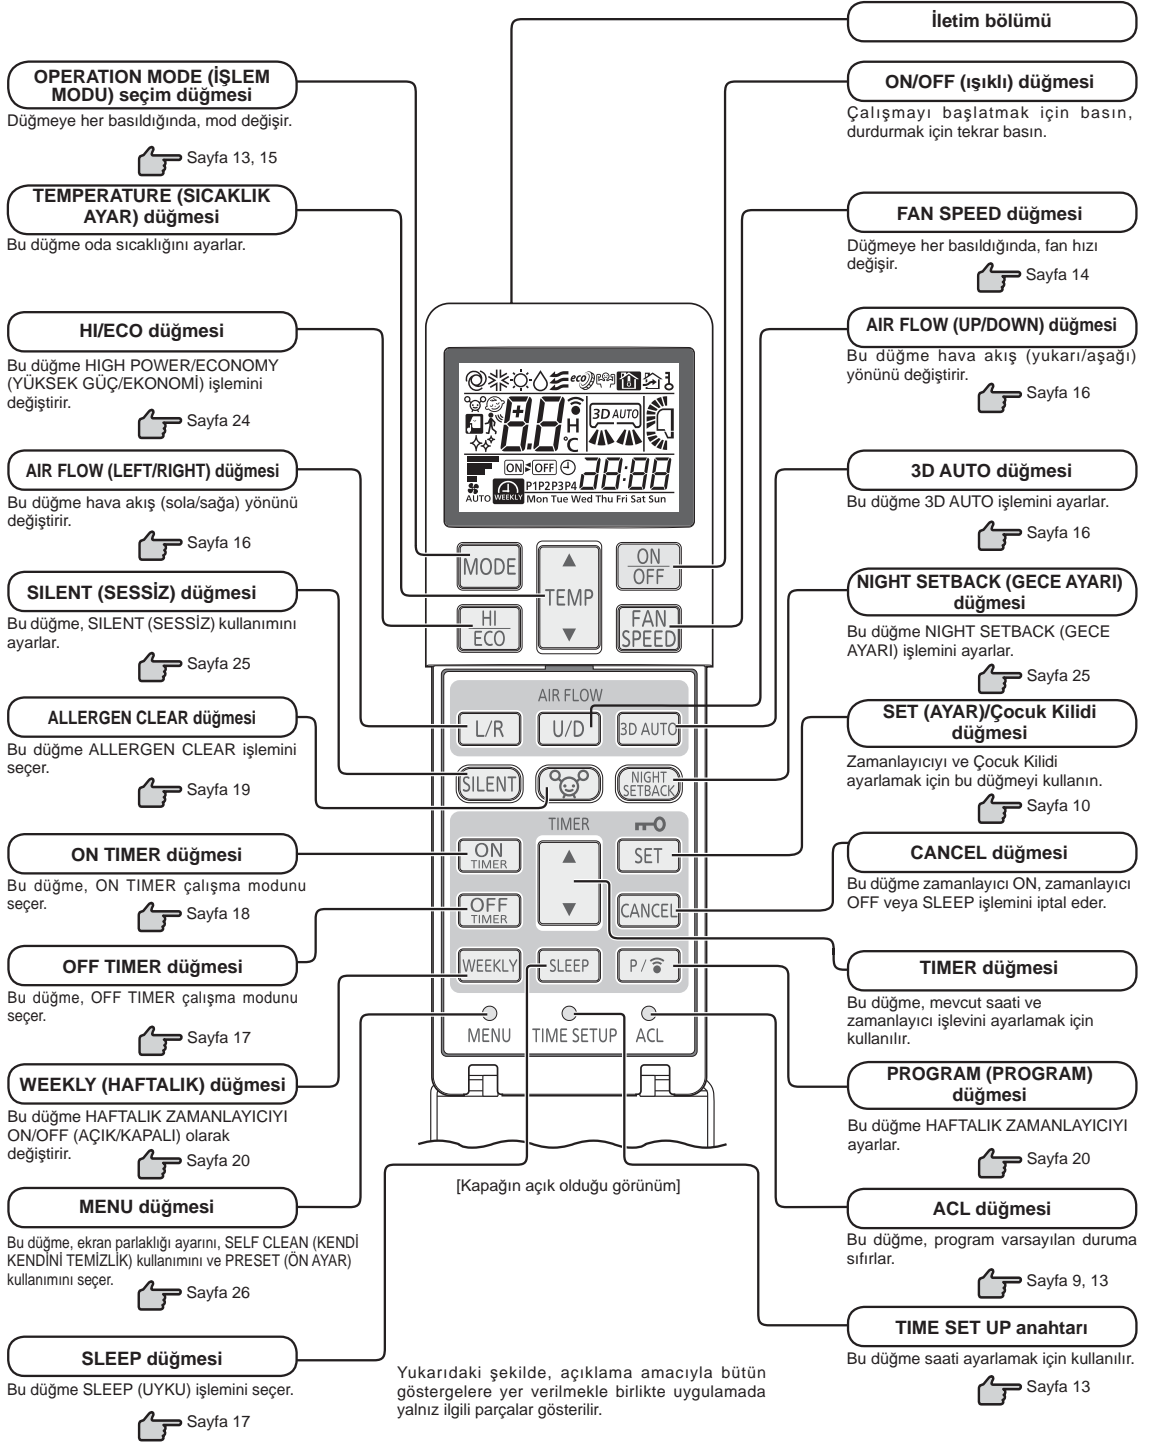 İletim bölümü
OPERATION MODE (İŞLEM
MODU) seçim düğmesi
Düğmeye her basıldığında, mod değişir.
Sayfa 13, 15
TEMPERATURE (SICAKLIK
AYAR) düğmesi
Bu düğme oda sıcaklığını ayarlar.
HI/ECO düğmesi
Bu düğme HIGH POWER/ECONOMY
(YÜKSEK GÜÇ/EKONOMİ) işlemini
değiştirir.
Sayfa 24
AIR FLOW (LEFT/RIGHT) düğmesi
Bu düğme hava akış (sola/sağa) yönünü
değiştirir.
Sayfa 16
SILENT (SESSİZ) düğmesi
Bu düğme, SILENT (SESSİZ) kullanımını
ayarlar.
Sayfa 25
ALLERGEN CLEAR düğmesi
Bu düğme ALLERGEN CLEAR işlemini
seçer.
Sayfa 19
ON TIMER düğmesi
Bu düğme, ON TIMER çalışma modunu
seçer.
Sayfa 18
OFF TIMER düğmesi
Bu düğme, OFF TIMER çalışma modunu
seçer.
Sayfa 17
WEEKLY (HAFTALIK) düğmesi
Bu düğme HAFTALIK ZAMANLAYICIYI
ON/OFF (AÇIK/KAPALI) olarak
değiştirir.
Sayfa 20
MENU düğmesi
Bu düğme, ekran parlaklığı ayarını, SELF CLEAN (KENDİ
KENDİNİ TEMİZLİK) kullanımını ve PRESET (ÖN AYAR)
kullanımını seçer.
Sayfa 26
SLEEP düğmesi
Bu düğme SLEEP (UYKU) işlemini seçer.
Sayfa 17
eco
3D AUTO
+8.8 H
°C
ON OFF 88:88
P1P2P3P4
AUTO WEEKLY Mon Tue Wed Thu Fri Sat Sun
MODE
TEMP
ON
OFF
HI
ECO
FAN
SPEED
AIR FLOW
L/R
U/D
3D AUTO
SILENT
NIGHT
SETBACK
TIMER
ON
TIMER
SET
OFF
TIMER
CANCEL
WEEKLY
SLEEP
P/
MENU
TIME SETUP
ACL
[Kapağın açık olduğu görünüm]
Yukarıdaki şekilde, açıklama amacıyla bütün
göstergelere yer verilmekle birlikte uygulamada
yalnız ilgili parçalar gösterilir.
ON/OFF (ışıklı) düğmesi
Çalışmayı başlatmak için basın,
durdurmak için tekrar basın.
FAN SPEED düğmesi
Düğmeye her basıldığında, fan hızı
değişir.
Sayfa 14
AIR FLOW (UP/DOWN) düğmesi
Bu düğme hava akış (yukarı/aşağı)
yönünü değiştirir.
Sayfa 16
3D AUTO düğmesi
Bu düğme 3D AUTO işlemini ayarlar.
Sayfa 16
NIGHT SETBACK (GECE AYARI)
düğmesi
Bu düğme NIGHT SETBACK (GECE
AYARI) işlemini ayarlar.
Sayfa 25
SET (AYAR)/Çocuk Kilidi
düğmesi
Zamanlayıcıyı ve Çocuk Kilidi
ayarlamak için bu düğmeyi kullanın.
Sayfa 10
CANCEL düğmesi
Bu düğme zamanlayıcı ON, zamanlayıcı
OFF veya SLEEP işlemini iptal eder.
TIMER düğmesi
Bu düğme, mevcut saati ve
zamanlayıcı işlevini ayarlamak için
kullanılır.
PROGRAM (PROGRAM)
düğmesi
Bu düğme HAFTALIK ZAMANLAYICIYI
ayarlar.
Sayfa 20
ACL düğmesi
Bu düğme, program varsayılan duruma
sıfırlar.
Sayfa 9, 13
TIME SET UP anahtarı
Bu düğme saati ayarlamak için kullanılır.
Sayfa 13